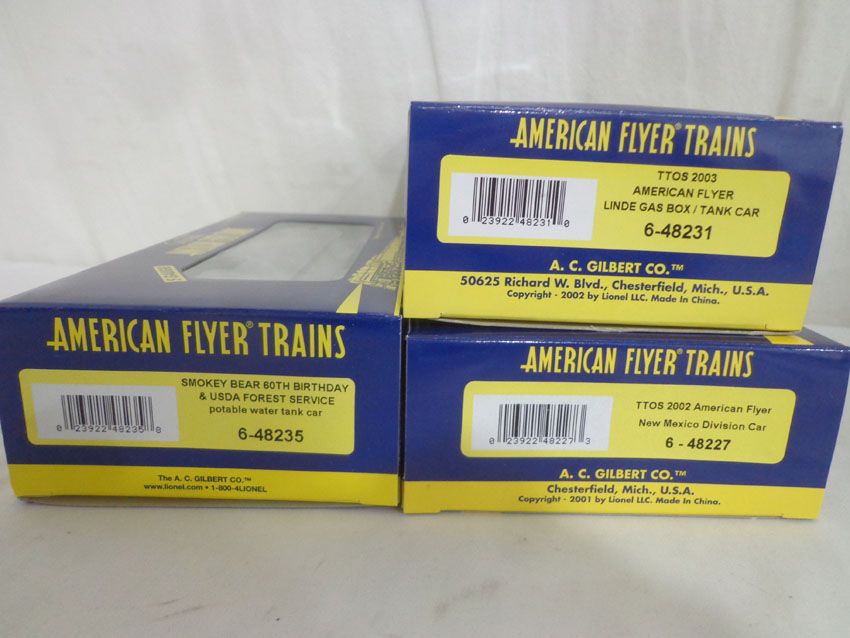 AMERICAN FLYER® TRAINS
TTOS 2003
AMERICAN FLYER
LINDE GAS BOX / TANK CAR
6-48231
0 23922 48231 0
A. C. GILBERT CO.™
50625 Richard W. Blvd., Chesterfield, Mich., U.S.A.
Copyright - 2002 by Lionel LLC. Made In China.
AMERICAN FLYER® TRAINS
SMOKEY BEAR 60TH BIRTHDAY
& USDA FOREST SERVICE
potable water tank car
6-48235
0 23922 48235 8
The A. C. GILBERT CO.™
www.lionel.com • 1-800-4LIONEL
AMERICAN FLYER® TRAINS
TTOS 2002 American Flyer
New Mexico Division Car
6 - 48227
0 23922 48227 3
A. C. GILBERT CO.™
Chesterfield, Mich., U.S.A.
Copyright - 2001 by Lionel LLC. Made In China.